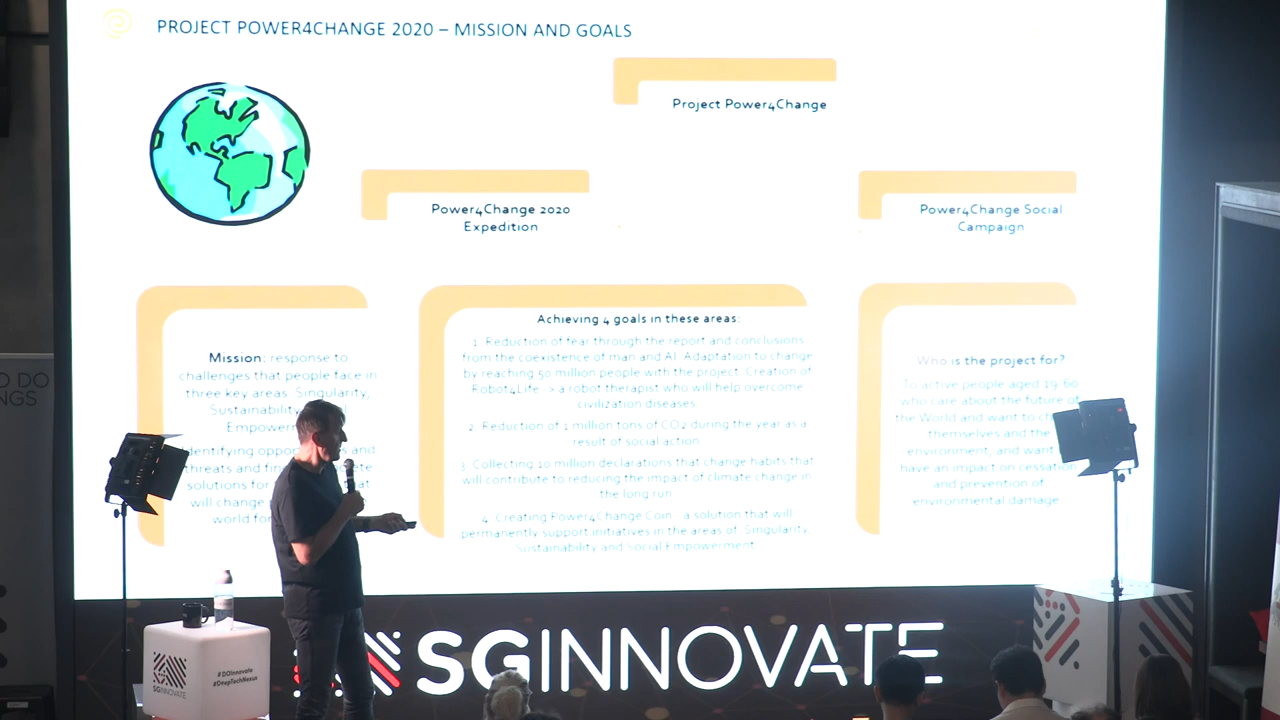 PROJECT POWER4CHANGE 2020 – MISSION AND GOALS
Project Power4Change
Power4Change 2020
Expedition
Power4Change Social
Campaign
Mission: response to
challenges that people face in
three key areas: Singularity,
Sustainability
Empower
Identifying and
threats and
solutions for
will change
world for
Achieving 4 goals in these areas:
1. Reduction of fear through the report and conclusions
from the coexistence of man and AI. Adaptation to change
by reaching 50 million people with the project. Creation of
Robot4Life -> a robot therapist who will help overcome
civilization diseases
2. Reduction of 1 million tons of CO2 during the year as a
result of social action
3. Collecting 10 million declarations that change habits that
will contribute to reducing the impact of climate change in
the long run
4. Creating Power4Change Coin - a solution that will
permanently support initiatives in the areas of: Singularity,
Sustainability and Social Empowerment
Who is the project for?
To active people aged 19-60
who care about the future of
the World and want to
themselves and the
environment, and want
have an impact on cessation
and prevention of
environmental damage
DO
NGS
SGINNOVATE
SGINNOVATE
#DOInnovate
#DeepTechNexus